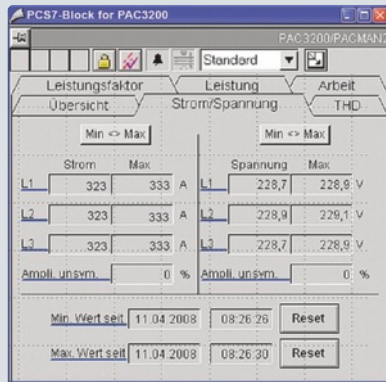 PCS7-Block for PAC3200
PAC3200/PACMAN2
Standard
Leistungsfaktor Leistung Arbeit
Übersicht Strom/Spannung THD
Min <> Max Min <> Max
Strom Max Spannung Max
L1 323 333 A L1 228,7 228,9 V
L2 323 333 A L2 228,9 229,1 V
L3 323 333 A L3 228,7 228,9 V
Ampli. unsym. 0 % Ampli. unsym. 0 %
Min. Wert seit 11.04.2008 08:26:26 Reset
Max. Wert seit 11.04.2008 08:26:30 Reset